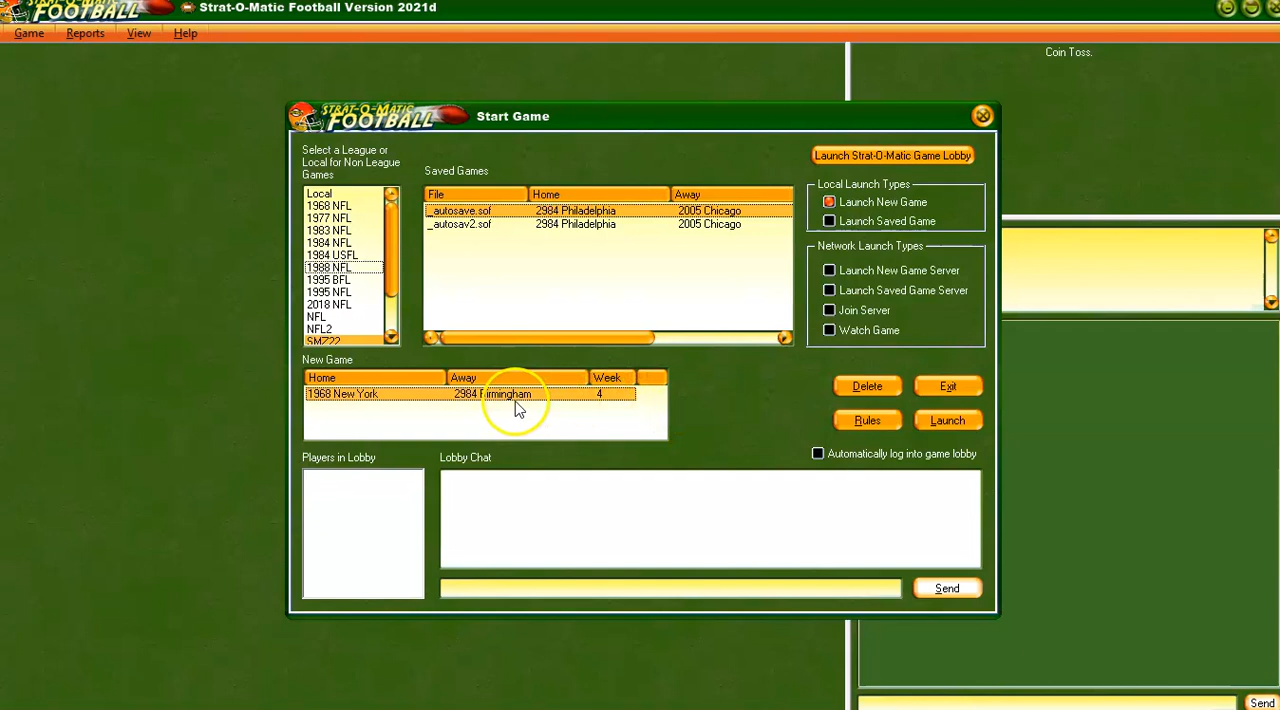 STRAT-O-MATIC FOOTBALL
Strat-O-Matic Football Version 2021d
Game Reports View Help
Coin Toss.
STRAT-O-MATIC FOOTBALL
Start Game
Select a League or
Local for Non League
Games
Local
1968 NFL
1977 NFL
1983 NFL
1984 NFL
1984 USFL
1988 NFL
1995 BFL
1995 NFL
2018 NFL
NFL
NFL2
SMZ22
Saved Games
File Home Away
_autosave.sof 2984 Philadelphia 2005 Chicago
_autosav2.sof 2984 Philadelphia 2005 Chicago
Launch Strat-O-Matic Game Lobby
Local Launch Types
Launch New Game
Launch Saved Game
Network Launch Types
Launch New Game Server
Launch Saved Game Server
Join Server
Watch Game
New Game
Home Away Week
1968 New York 2984 Birmingham 4
Delete Exit
Rules Launch
Automatically log into game lobby
Players in Lobby
Lobby Chat
Send
Send